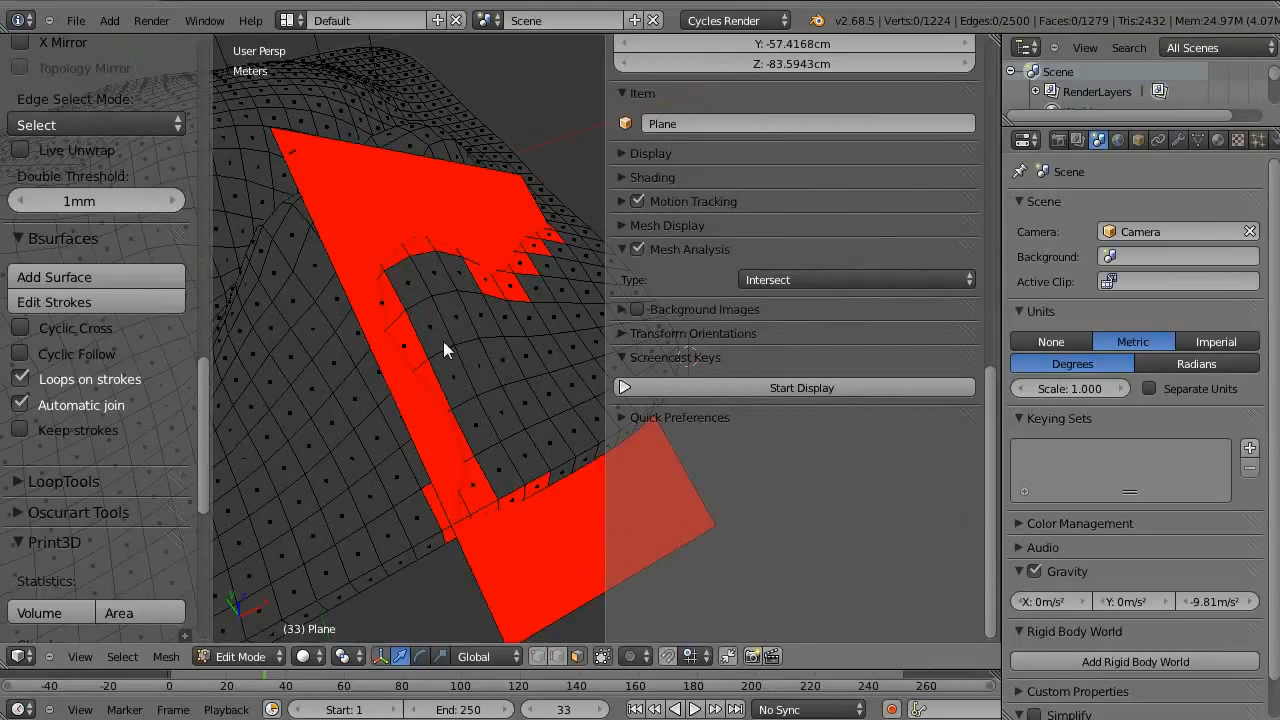 File Add Render Window Help Default Scene Cycles Render v2.68.5 | Verts:0/1224 | Edges:0/2500 | Faces:0/1279 | Tris:2432 | Mem:24.97M (4.07M
X Mirror
Topology Mirror
Edge Select Mode:
Select
Live Unwrap
Double Threshold:
1mm
Bsurfaces
Add Surface
Edit Strokes
Cyclic Cross
Cyclic Follow
Loops on strokes
Automatic join
Keep strokes
LoopTools
Oscurart Tools
Print3D
Statistics:
Volume Area
User Persp
Meters
(33) Plane
Y: -57.4168cm
Z: -83.5943cm
Item
Plane
Display
Shading
Motion Tracking
Mesh Display
Mesh Analysis
Type: Intersect
Background Images
Transform Orientations
Screencast Keys
Start Display
Quick Preferences
View Search All Scenes
Scene
RenderLayers |
Scene
Scene
Camera: Camera
Background:
Active Clip:
Units
None Metric Imperial
Degrees Radians
Scale: 1.000 Separate Units
Keying Sets
Color Management
Audio
Gravity
X: 0m/s² Y: 0m/s² -9.81m/s²
Rigid Body World
Add Rigid Body World
Custom Properties
Simplify
View Select Mesh Edit Mode Global
-40 -20 0 20 40 60 80 100 120 140 160 180 200 220 240 260
View Marker Frame Playback Start: 1 End: 250 33 No Sync